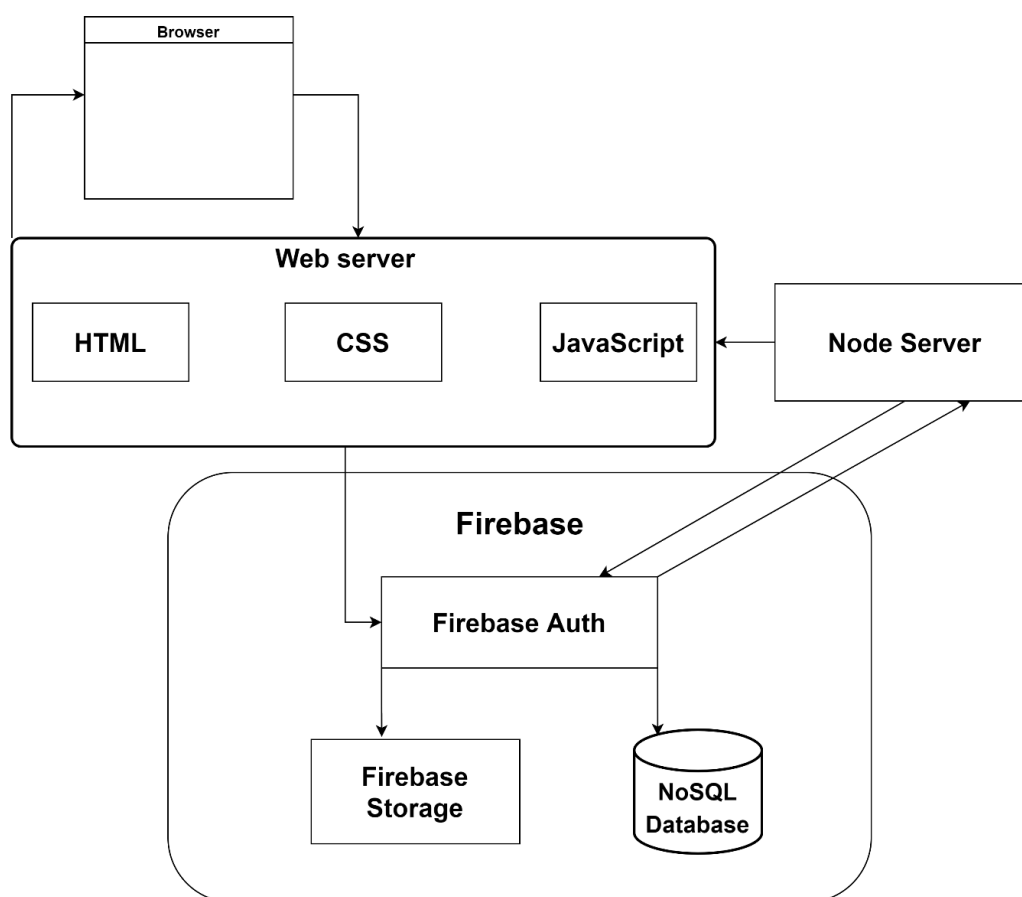 Browser
Web server
HTML
CSS
JavaScript
Node Server
Firebase
Firebase Auth
Firebase
Storage
NoSQL
Database